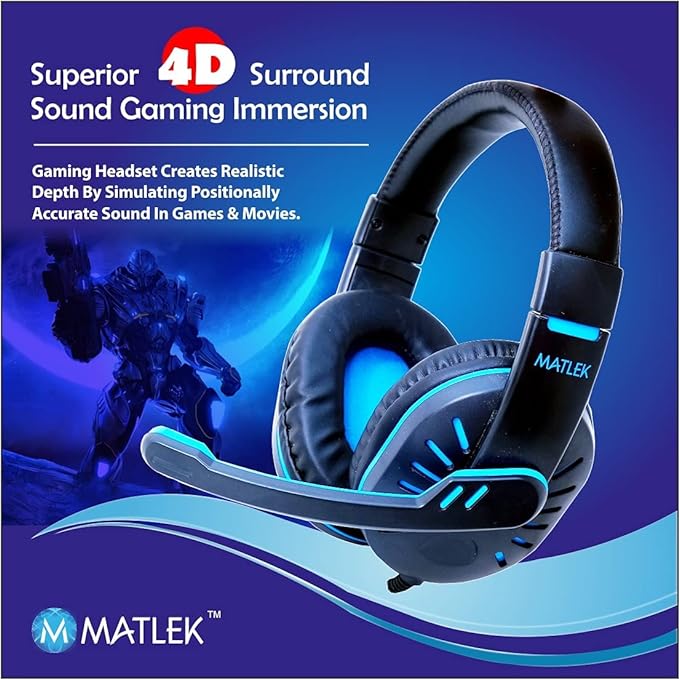 Superior 4D Surround
Sound Gaming Immersion
Gaming Headset Creates Realistic
Depth By Simulating Positionally
Accurate Sound In Games & Movies.
MATLEK
M MATLEK™